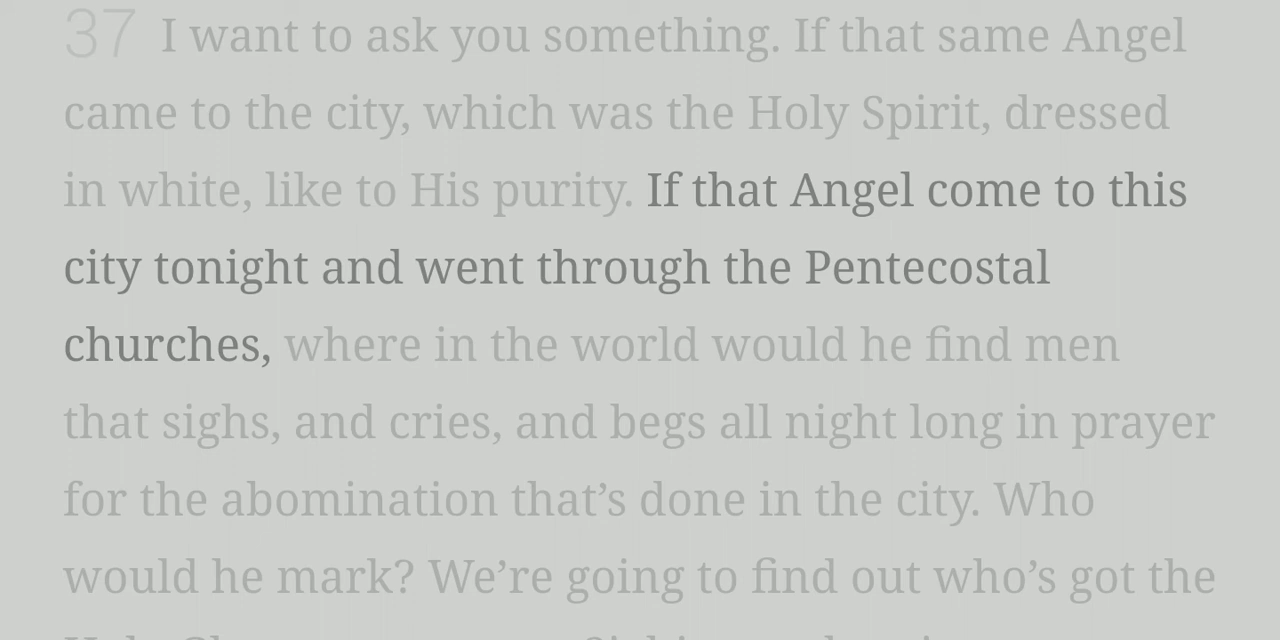 37 I want to ask you something. If that same Angel
came to the city, which was the Holy Spirit, dressed
in white, like to His purity. If that Angel come to this
city tonight and went through the Pentecostal
churches, where in the world would he find men
that sighs, and cries, and begs all night long in prayer
for the abomination that’s done in the city. Who
would he mark? We’re going to find out who’s got the